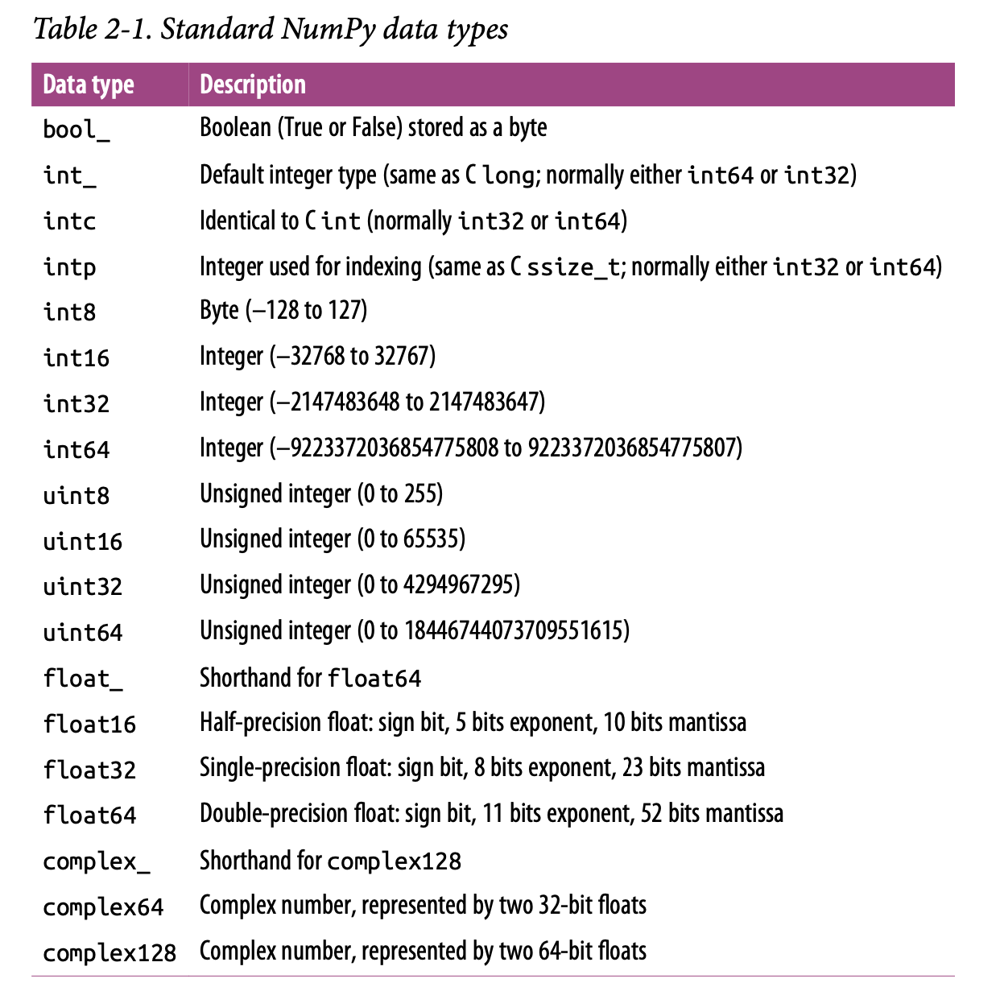 Table 2-1. Standard NumPy data types
Data type Description
bool_ Boolean (True or False) stored as a byte
int_ Default integer type (same as C long; normally either int64 or int32)
intc Identical to C int (normally int32 or int64)
intp Integer used for indexing (same as C ssize_t; normally either int32 or int64)
int8 Byte (–128 to 127)
int16 Integer (–32768 to 32767)
int32 Integer (–2147483648 to 2147483647)
int64 Integer (–9223372036854775808 to 9223372036854775807)
uint8 Unsigned integer (0 to 255)
uint16 Unsigned integer (0 to 65535)
uint32 Unsigned integer (0 to 4294967295)
uint64 Unsigned integer (0 to 18446744073709551615)
float_ Shorthand for float64
float16 Half-precision float: sign bit, 5 bits exponent, 10 bits mantissa
float32 Single-precision float: sign bit, 8 bits exponent, 23 bits mantissa
float64 Double-precision float: sign bit, 11 bits exponent, 52 bits mantissa
complex_ Shorthand for complex128
complex64 Complex number, represented by two 32-bit floats
complex128 Complex number, represented by two 64-bit floats